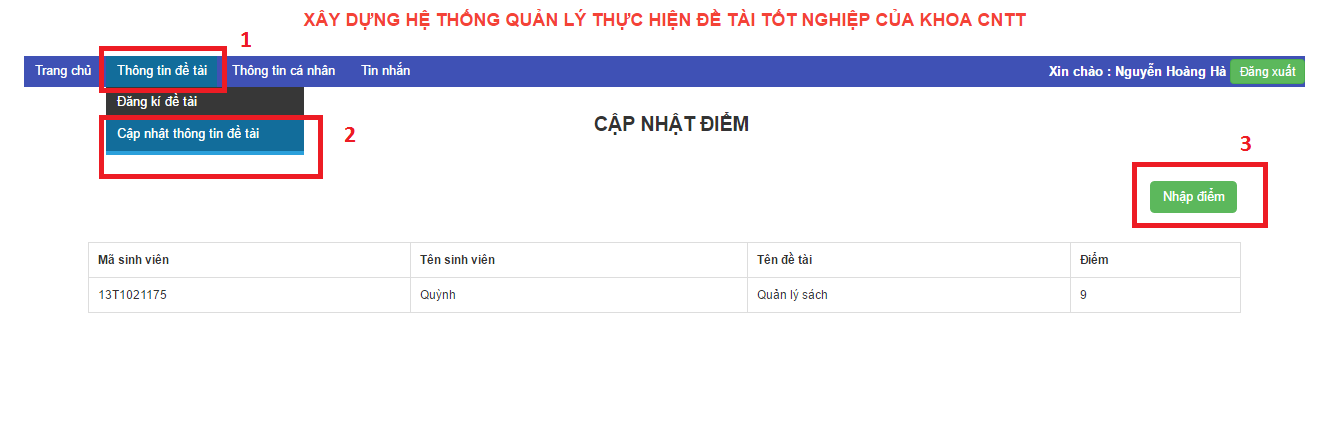 XÂY DỰNG HỆ THỐNG QUẢN LÝ THỰC HIỆN ĐỀ TÀI TỐT NGHIỆP CỦA KHOA CNTT
1
Trang chủ Thông tin đề tài Thông tin cá nhân Tin nhắn Xin chào : Nguyễn Hoàng Hà Đăng xuất
Đăng kí đề tài
Cập nhật thông tin đề tài 2 CẬP NHẬT ĐIỂM
3
Nhập điểm
Mã sinh viên Tên sinh viên Tên đề tài Điểm
13T1021175 Quỳnh Quản lý sách 9